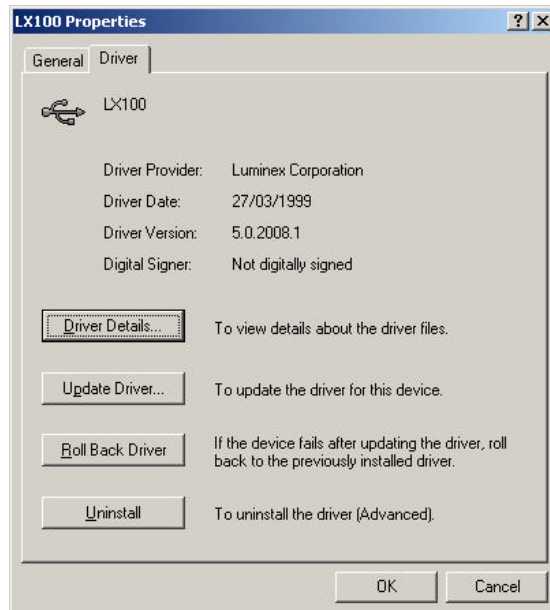 LX100 Properties
General Driver
LX100
Driver Provider: Luminex Corporation
Driver Date: 27/03/1999
Driver Version: 5.0.2008.1
Digital Signer: Not digitally signed
Driver Details... To view details about the driver files.
Update Driver... To update the driver for this device.
Roll Back Driver If the device fails after updating the driver, roll
back to the previously installed driver.
Uninstall To uninstall the driver (Advanced).
OK Cancel